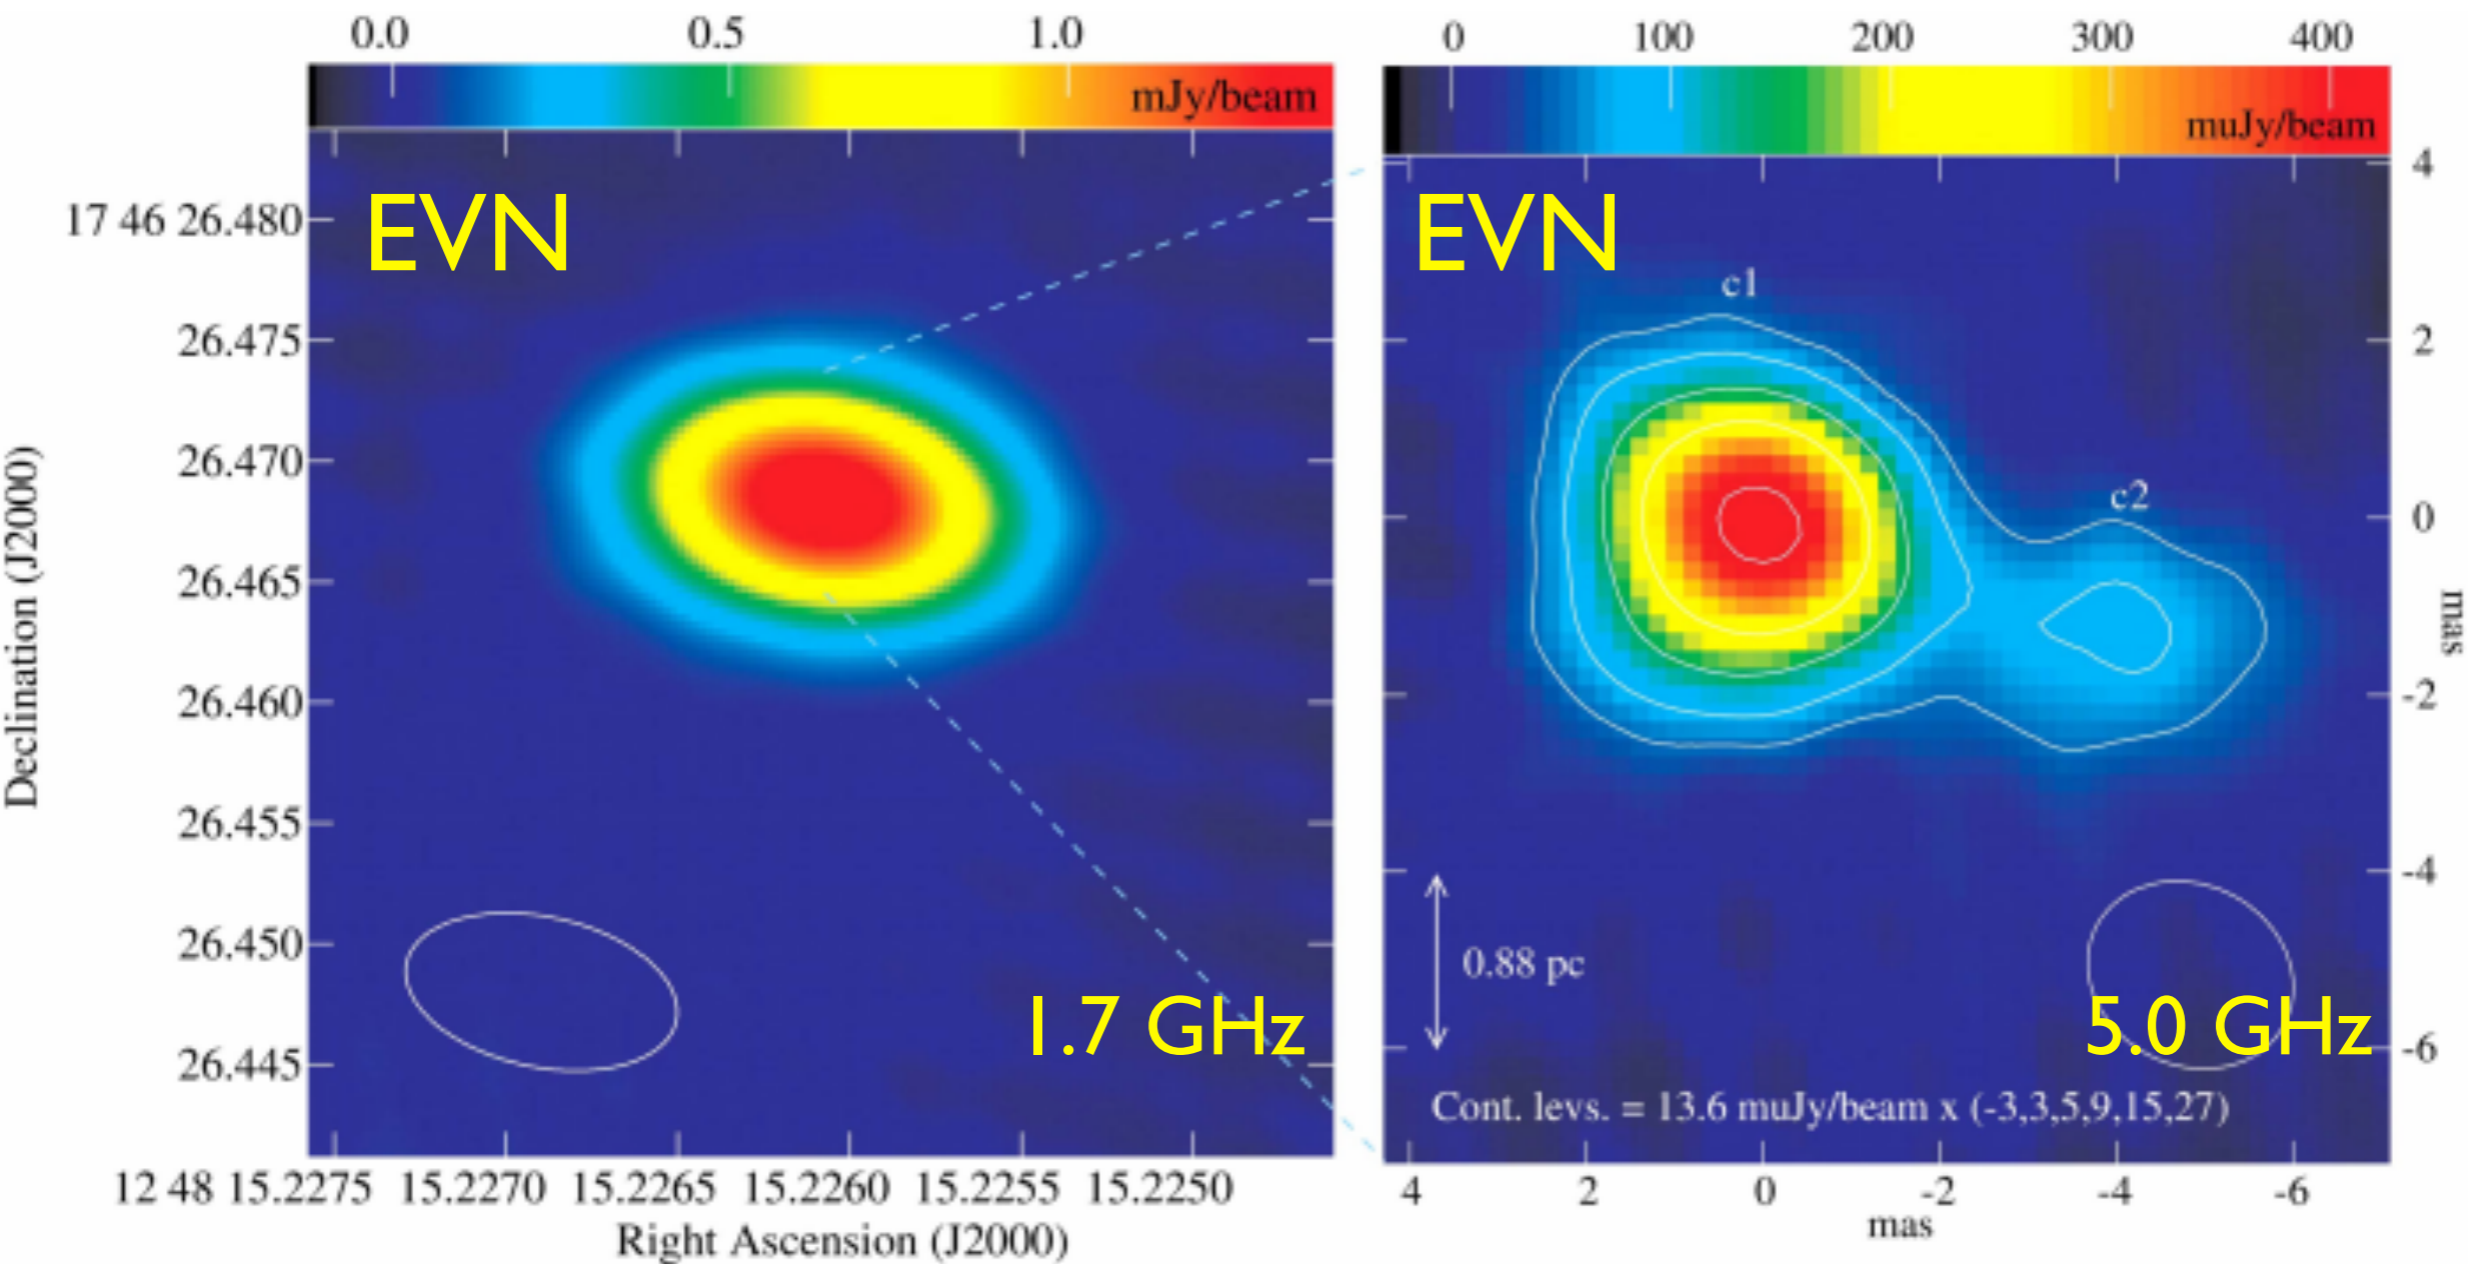 0.0 0.5 1.0
mJy/beam
EVN
17 46 26.480
26.475
26.470
26.465
26.460
26.455
26.450
26.445
Declination (J2000)
1.7 GHz
12 48 15.2275 15.2270 15.2265 15.2260 15.2255 15.2250
Right Ascension (J2000)
0 100 200 300 400
muJy/beam
EVN
c1
c2
4
2
0
-2
-4
-6
mas
0.88 pc
5.0 GHz
Cont. levs. = 13.6 muJy/beam x (-3,3,5,9,15,27)
4 2 0 -2 -4 -6
mas